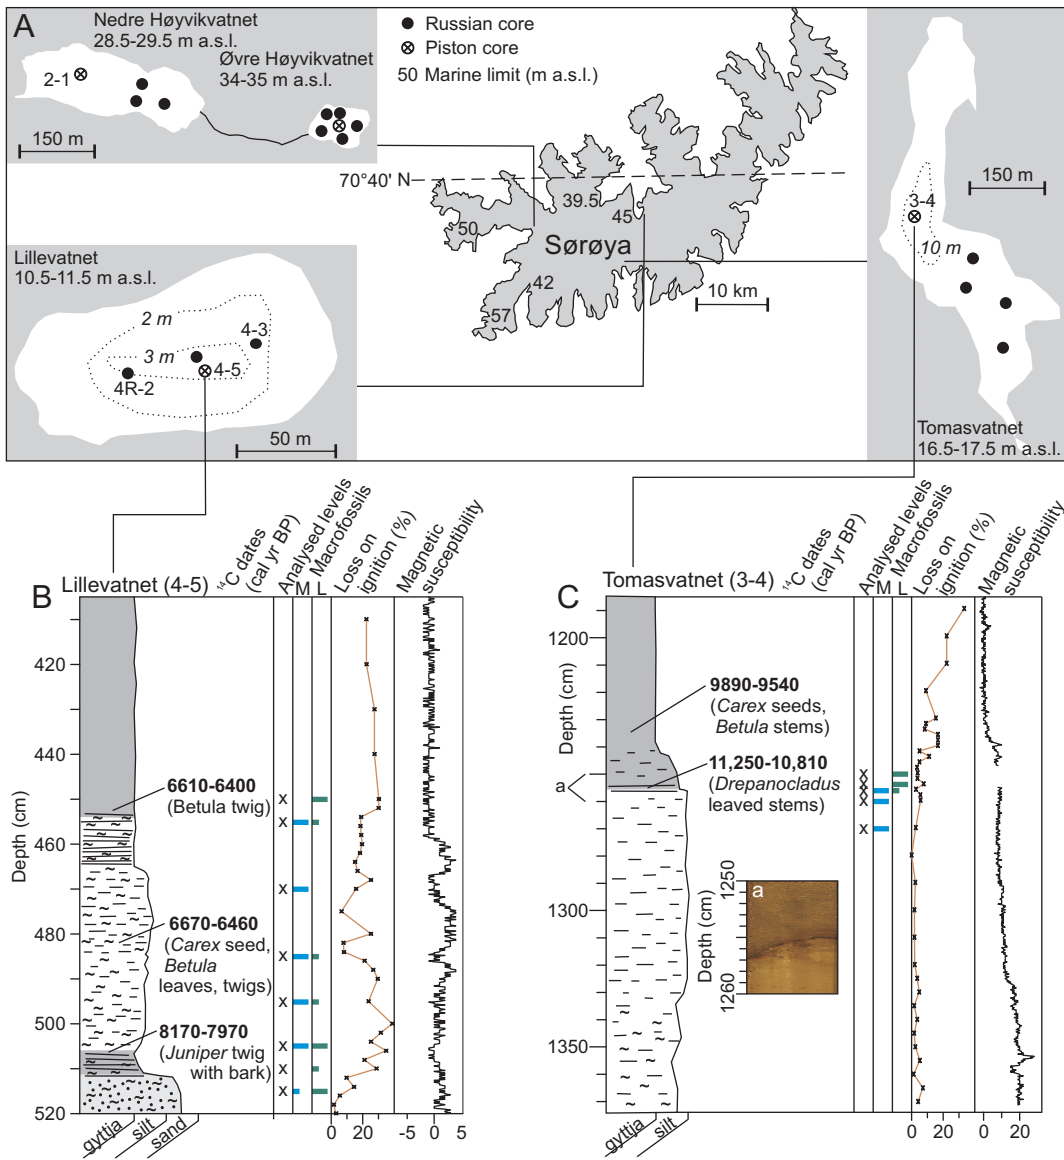 A
Nedre Høyvikvatnet
28.5-29.5 m a.s.l.
Øvre Høyvikvatnet
34-35 m a.s.l.
2-1
150 m
Russian core
Piston core
50 Marine limit (m a.s.l.)
70°40' N
39.5
45
50
Sørøya
42
57
10 km
150 m
3-4
10 m
Tomasvatnet
16.5-17.5 m a.s.l.
Lillevatnet
10.5-11.5 m a.s.l.
2 m
4-3
3 m
4-5
4R-2
50 m
B
Lillevatnet (4-5)
14C dates
(cal yr BP)
Analysed levels
Macrofossils
M L
Loss on
ignition (%)
Magnetic
susceptibility
Depth (cm)
420
440
460
480
500
520
6610-6400
(Betula twig)
6670-6460
(Carex seed,
Betula
leaves, twigs)
8170-7970
(Juniper twig
with bark)
X
X
X
X
X
X
X
X
gyttja
silt
sand
0
20
-5
0
5
C
Tomasvatnet (3-4)
14C dates
(cal yr BP)
Analysed levels
Macrofossils
M L
Loss on
ignition (%)
Magnetic
susceptibility
Depth (cm)
1200
Depth (cm)
1300
1350
a
9890-9540
(Carex seeds,
Betula stems)
11,250-10,810
(Drepanocladus
leaved stems)
X
X
X
X
X
a
1250
Depth (cm)
1260
gyttja
silt
0
20
0
20